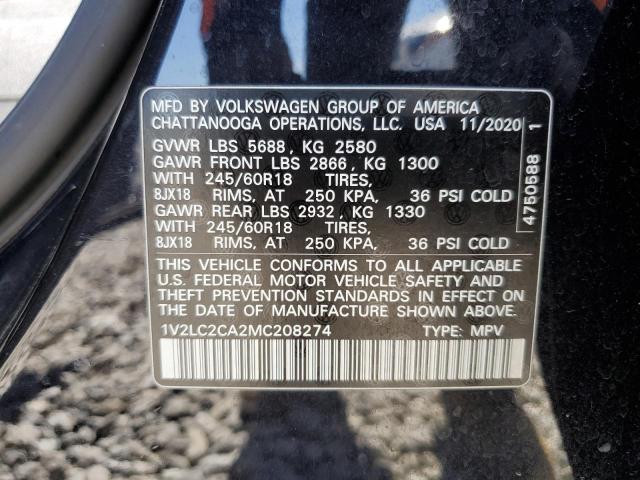 MFD BY VOLKSWAGEN GROUP OF AMERICA
CHATTANOOGA OPERATIONS, LLC. USA 11/2020
GVWR LBS 5688, KG 2580
GAWR FRONT LBS 2866, KG 1300
WITH 245/60R18 TIRES,
8JX18 RIMS, AT 250 KPA, 36 PSI COLD
GAWR REAR LBS 2932, KG 1330
WITH 245/60R18 TIRES,
8JX18 RIMS, AT 250 KPA, 36 PSI COLD
THIS VEHICLE CONFORMS TO ALL APPLICABLE
U.S. FEDERAL MOTOR VEHICLE SAFETY AND
THEFT PREVENTION STANDARDS IN EFFECT ON
THE DATE OF MANUFACTURE SHOWN ABOVE.
1V2LC2CA2MC208274 TYPE: MPV
4750588 1